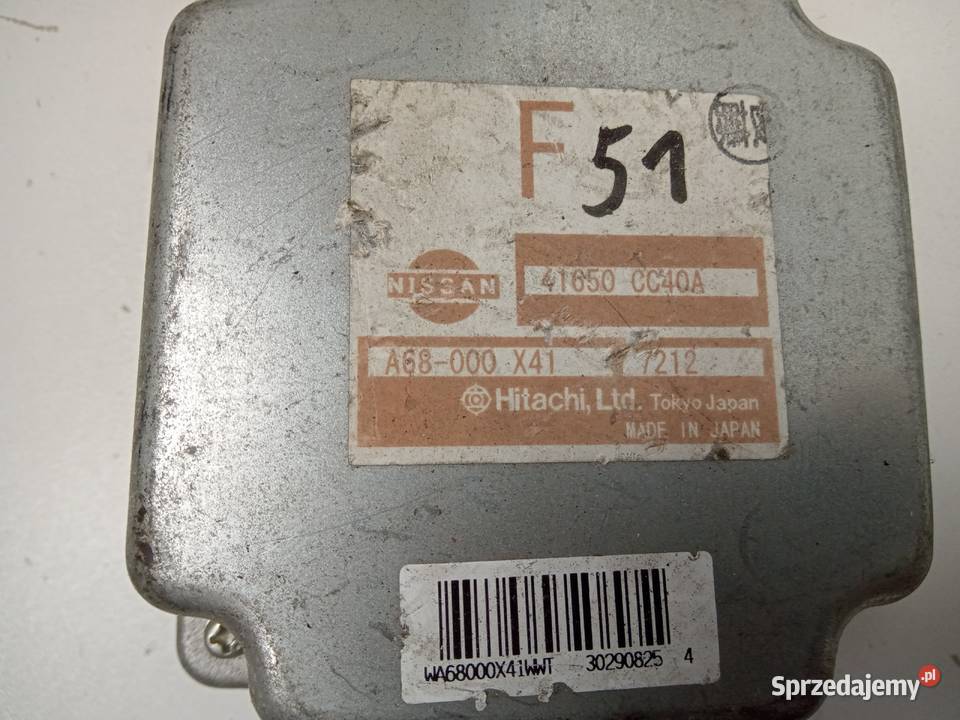 F 51
NISSAN
41650 CC40A
A68-000 X41 7212
Hitachi, Ltd. Tokyo Japan
MADE IN JAPAN
WA68000X41WWT 30290825 4
Sprzedajemy.pl